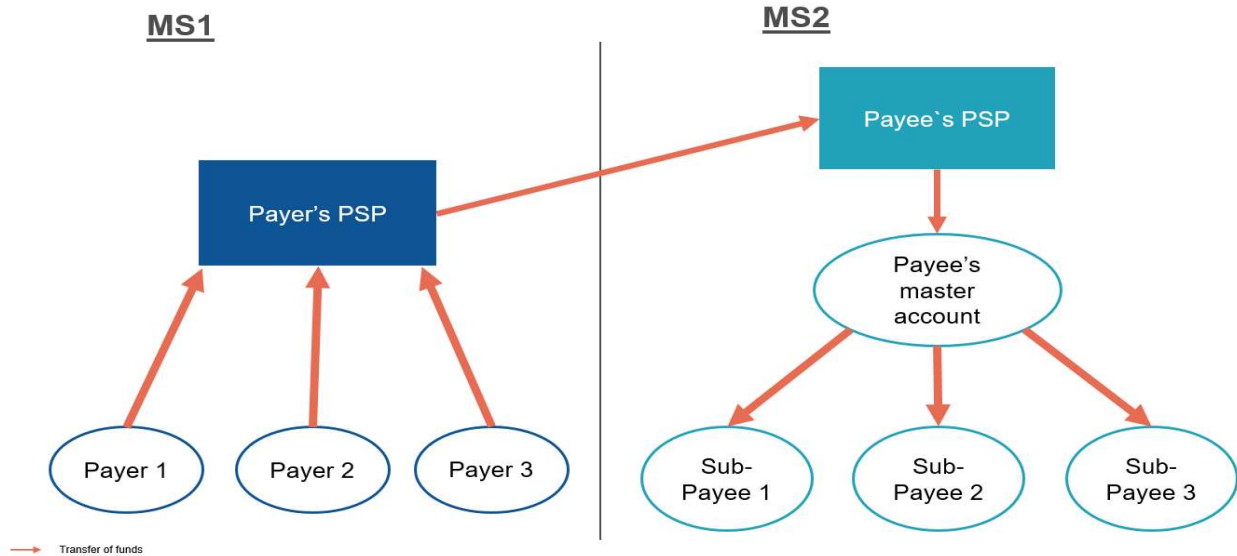 MS1
MS2
Payer’s PSP
Payee`s PSP
Payee’s
master
account
Payer 1
Payer 2
Payer 3
Sub-
Payee 1
Sub-
Payee 2
Sub-
Payee 3
Transfer of funds